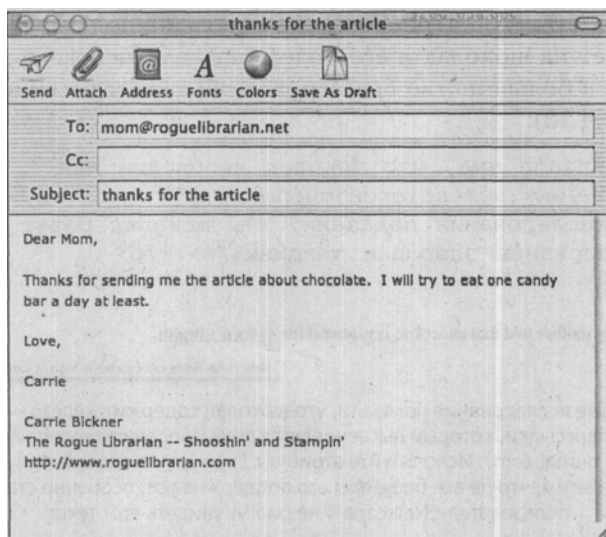 thanks for the article
Send Attach Address Fonts Colors Save As Draft
To: mom@roguelibrarian.net
Cc:
Subject: thanks for the article
Dear Mom,
Thanks for sending me the article about chocolate. I will try to eat one candy
bar a day at least.
Love,
Carrie
Carrie Bickner
The Rogue Librarian -- Shooshin' and Stampin'
http://www.roguelibrarian.com